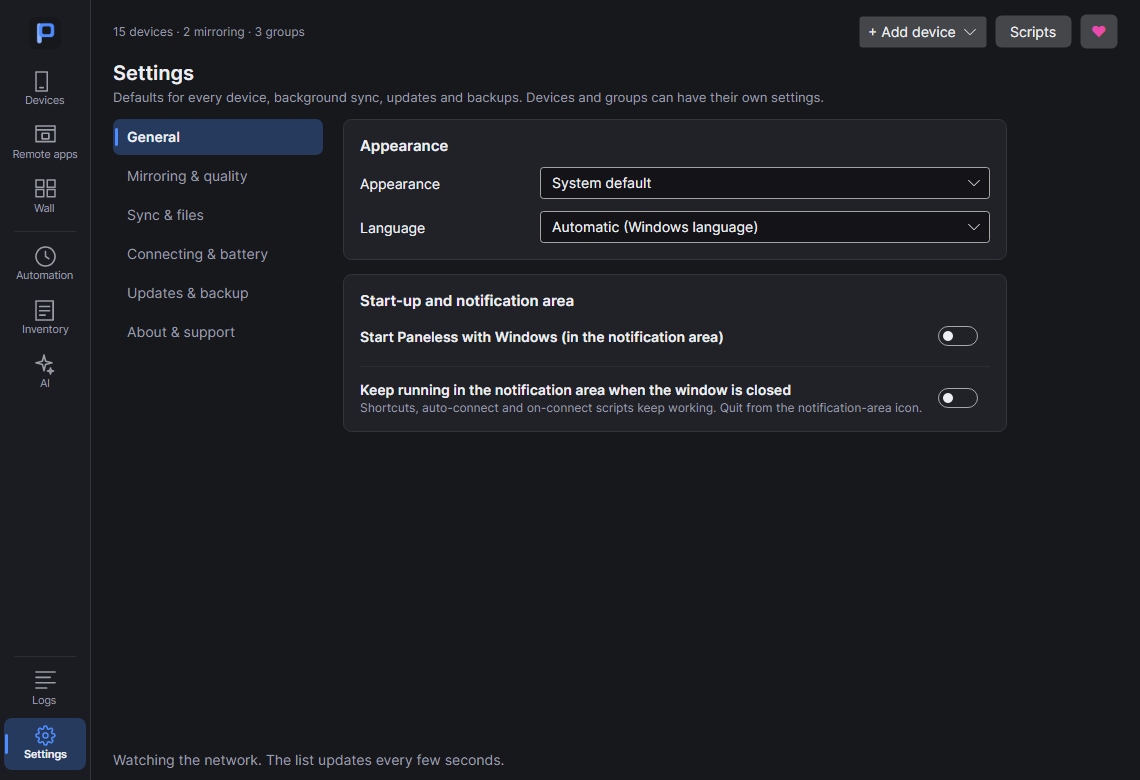 15 devices · 2 mirroring · 3 groups
+ Add device
Scripts
Devices
Remote apps
Wall
Automation
Inventory
AI
Logs
Settings
Settings
Defaults for every device, background sync, updates and backups. Devices and groups can have their own settings.
General
Mirroring & quality
Sync & files
Connecting & battery
Updates & backup
About & support
Appearance
Appearance
System default
Language
Automatic (Windows language)
Start-up and notification area
Start Paneless with Windows (in the notification area)
Keep running in the notification area when the window is closed
Shortcuts, auto-connect and on-connect scripts keep working. Quit from the notification-area icon.
Watching the network. The list updates every few seconds.